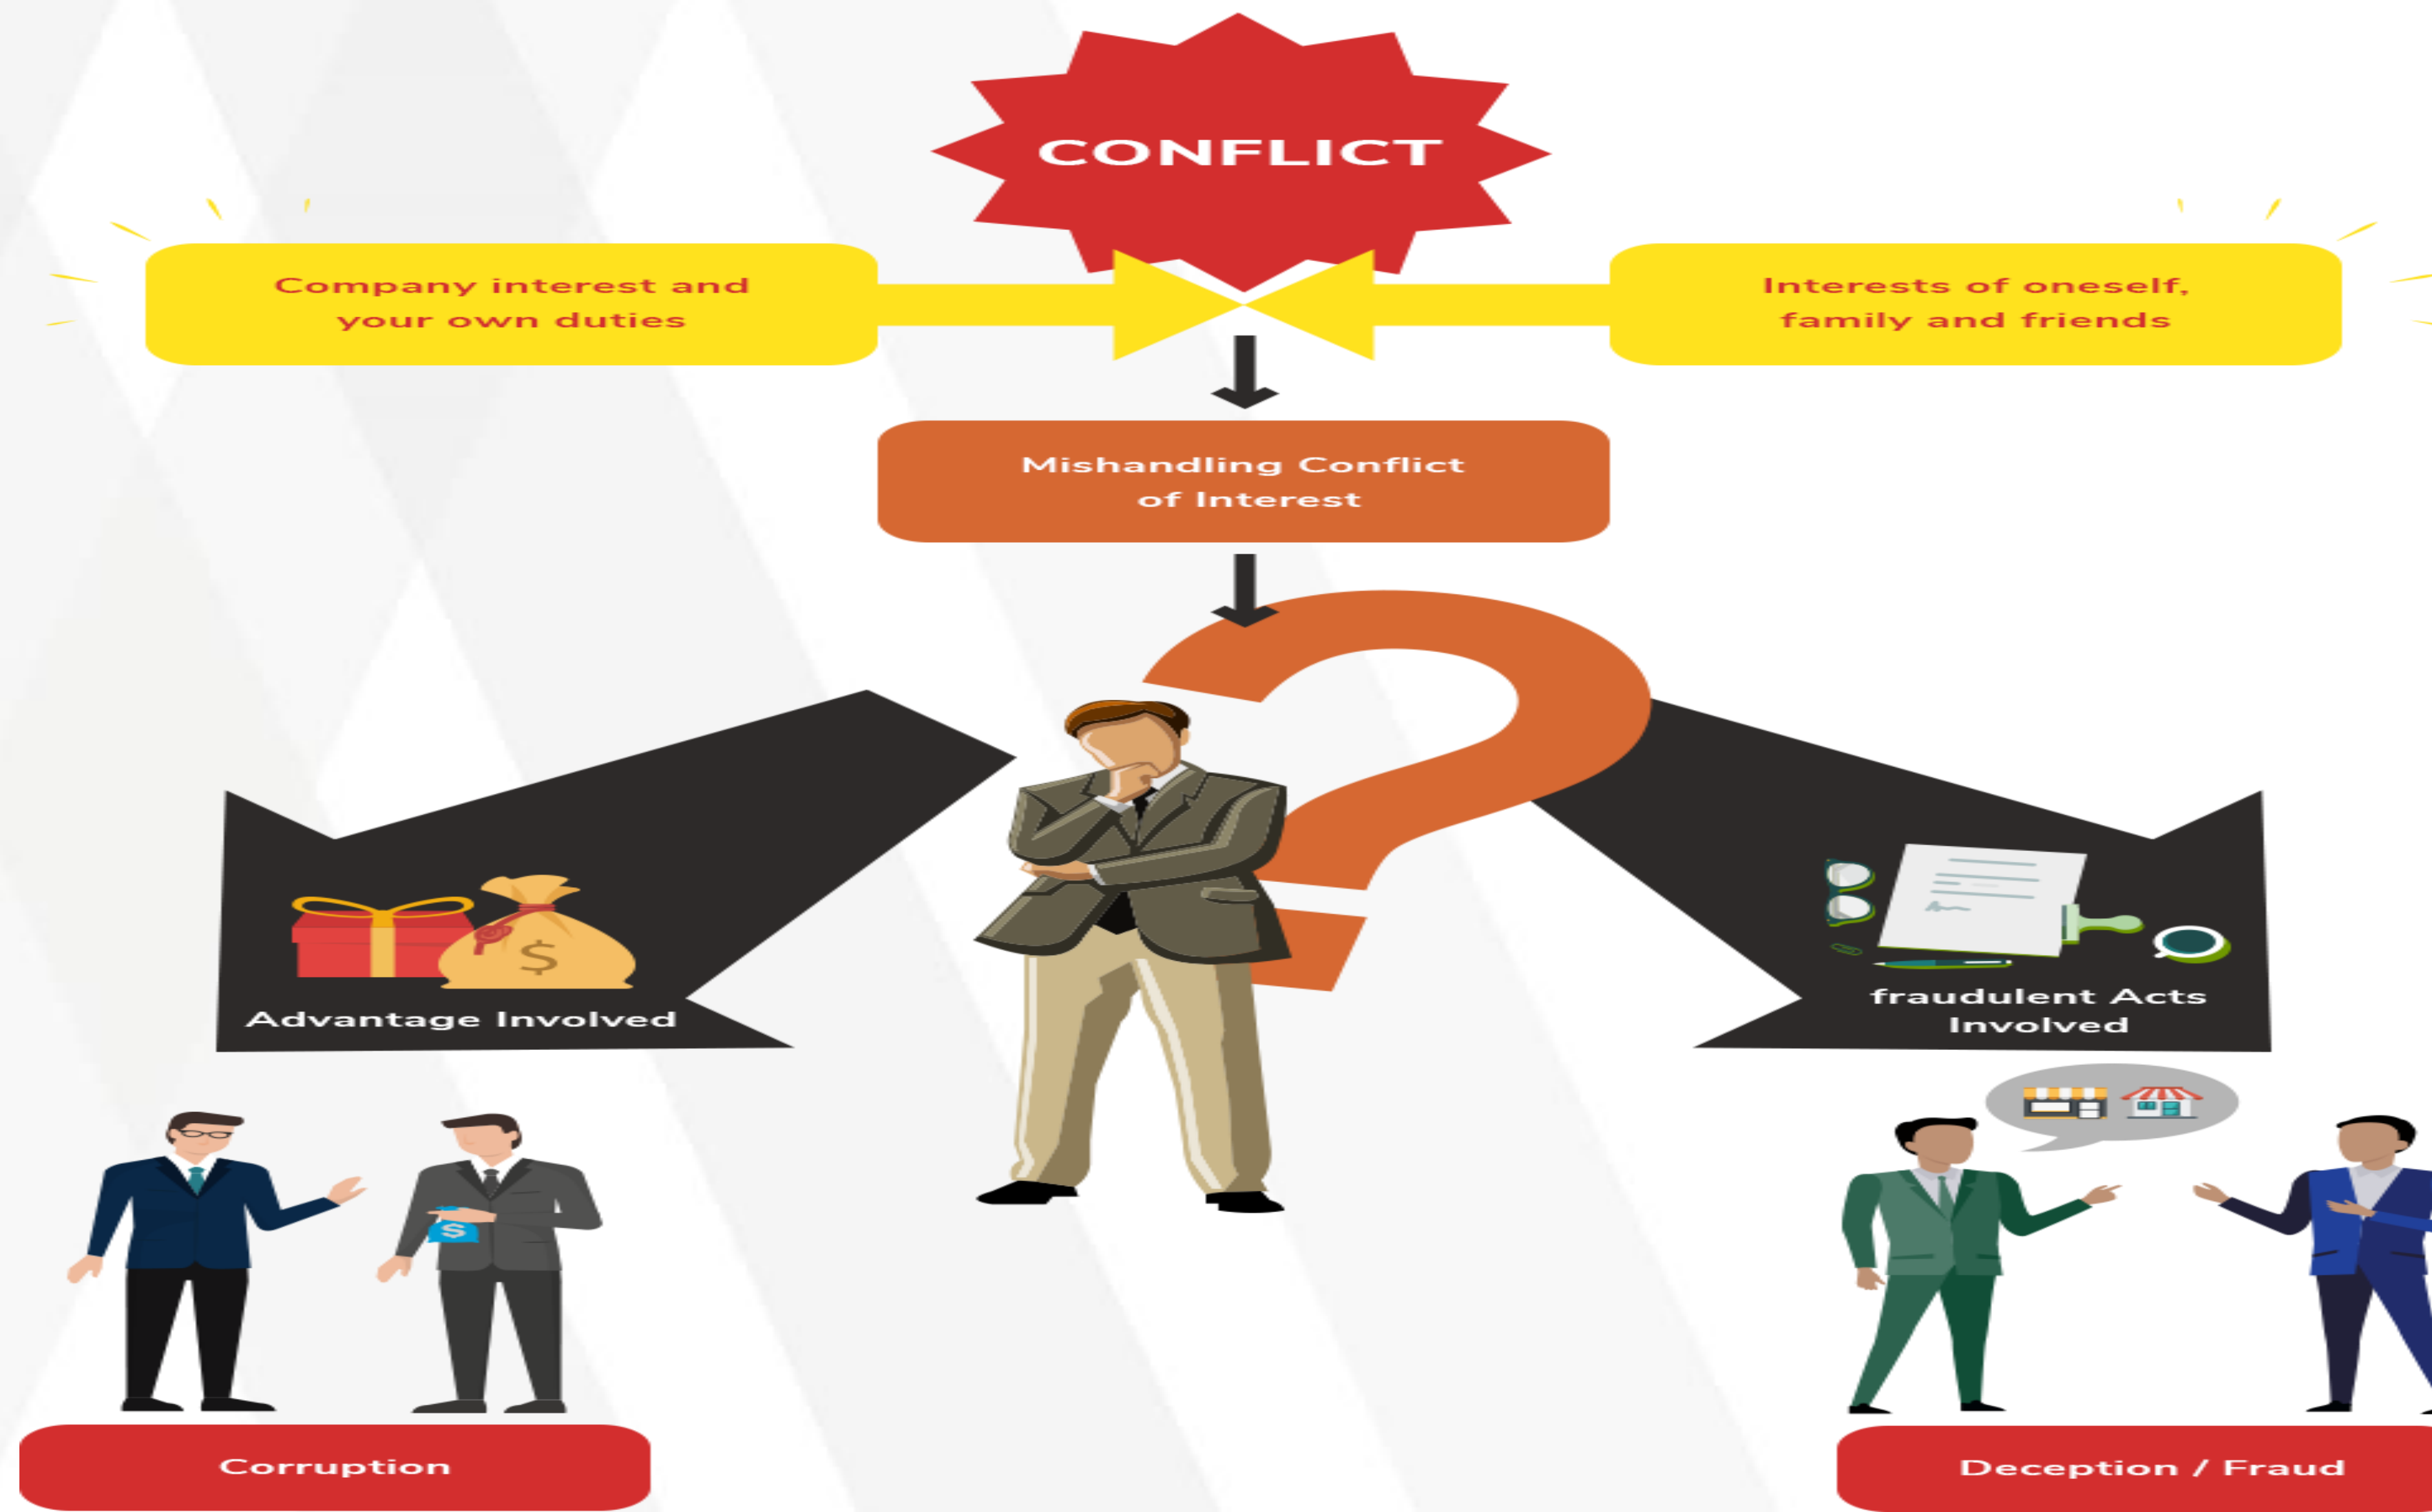 CONFLICT
Company interest and
your own duties
Interests of oneself,
family and friends
Mishandling Conflict
of Interest
$
Advantage Involved
fraudulent Acts
Involved
$
Corruption
Deception / Fraud